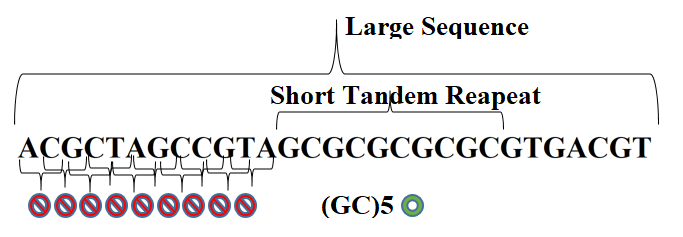 Large Sequence
Short Tandem Reapeat
ACGCTAGCCGTAGCGCGCGCGCGTGACGT
(GC)5